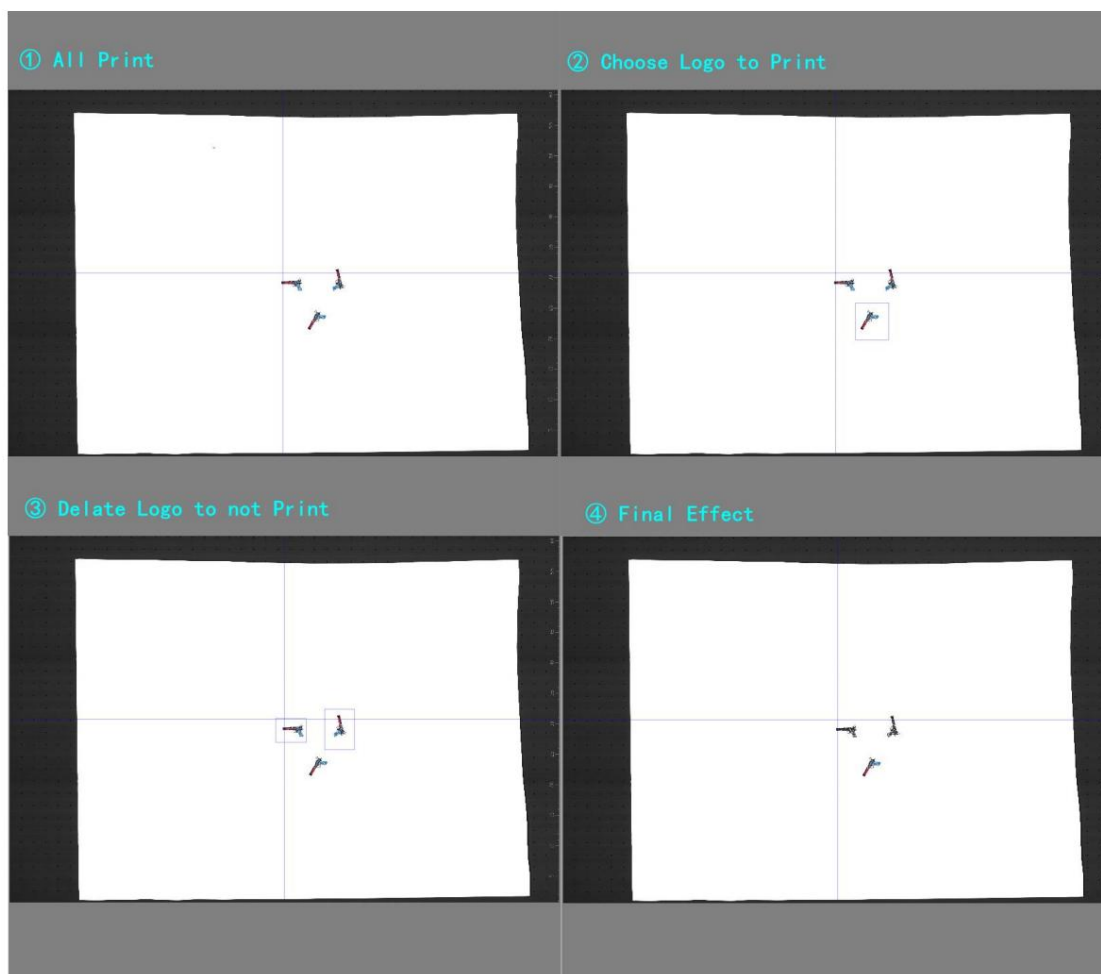 ① All Print
② Choose Logo to Print
③ Delate Logo to not Print
④ Final Effect